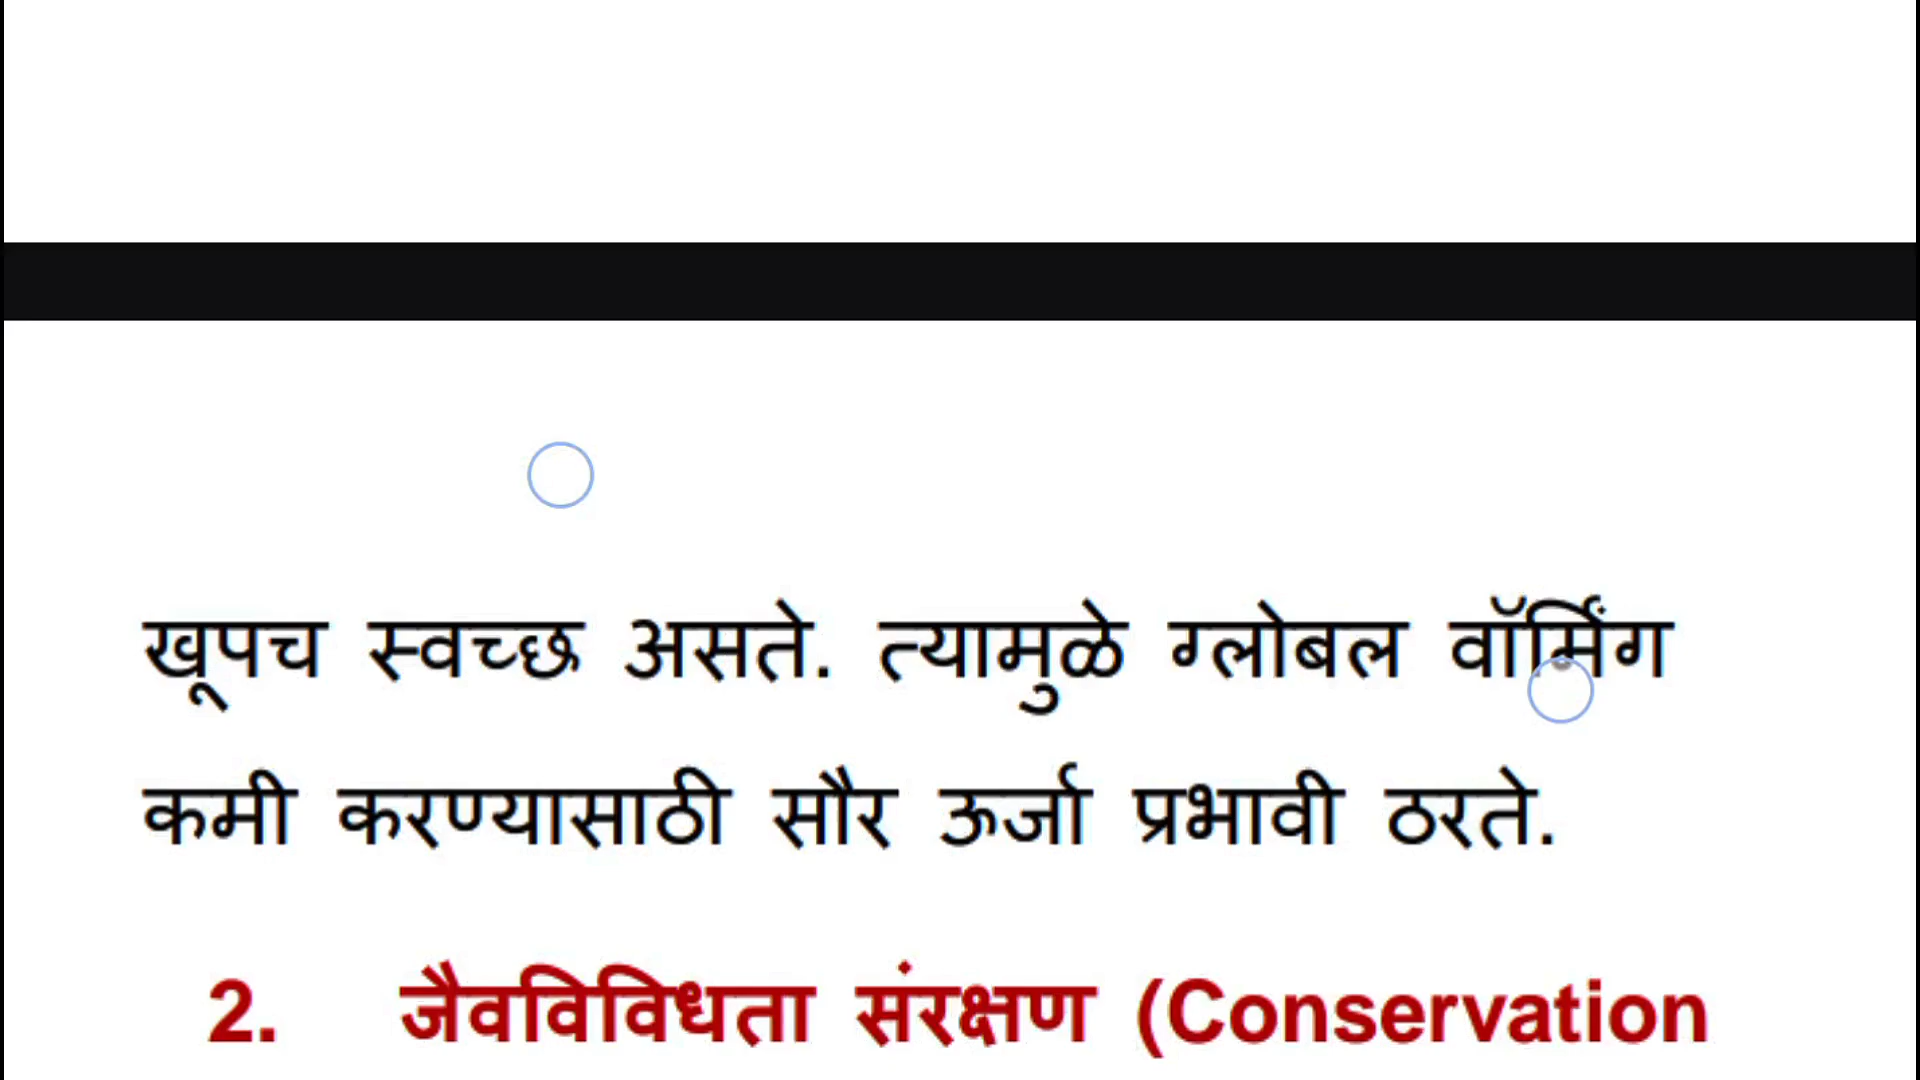 खूपच स्वच्छ असते. त्यामुळे ग्लोबल वॉर्मिंग
कमी करण्यासाठी सौर ऊर्जा प्रभावी ठरते.
2. जैवविविधता संरक्षण (Conservation